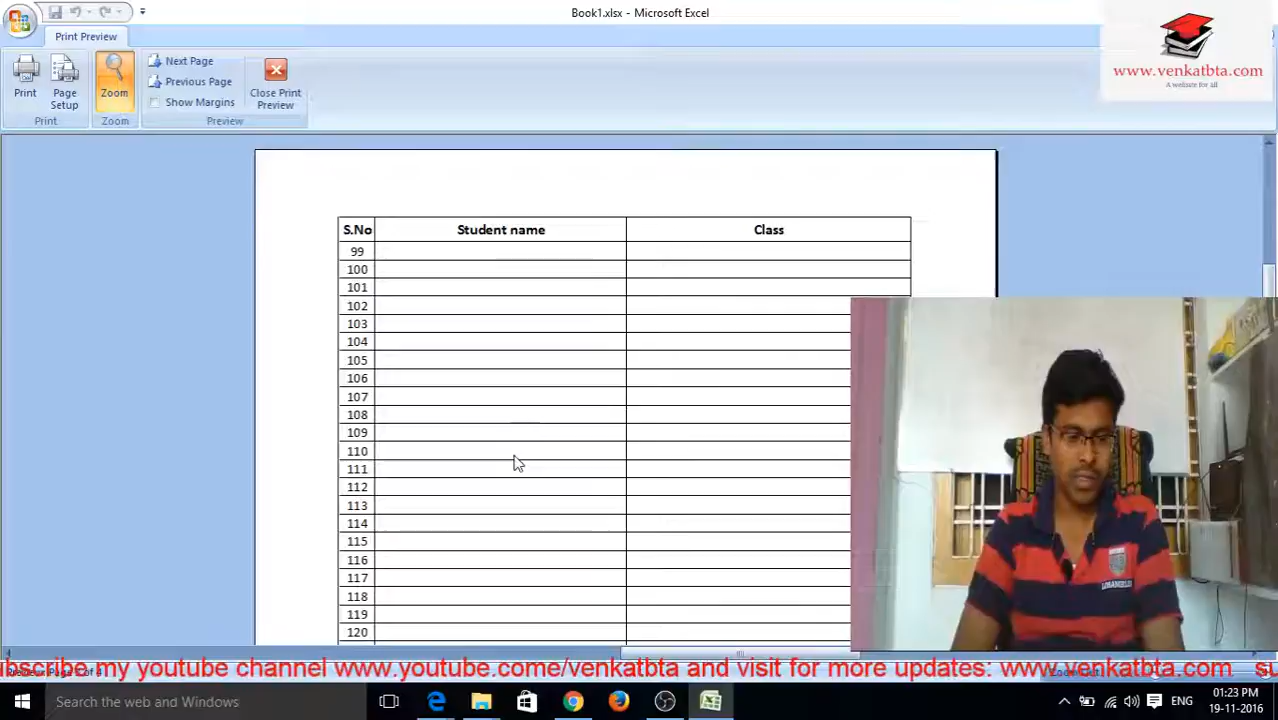 Book1.xlsx - Microsoft Excel
Print Preview
Print
Page Setup
Zoom
Next Page
Previous Page
Show Margins
Close Print Preview
Print
Zoom
Preview
www.venkatbta.com
A website for all
S.No Student name Class
99
100
101
102
103
104
105
106
107
108
109
110
111
112
113
114
115
116
117
118
119
120
LOS ANGELES
bscribe my youtube channel www.youtube.come/venkatbta and visit for more updates: www.venkatbta.com su
Search the web and Windows
ENG
01:23 PM
19-11-2016